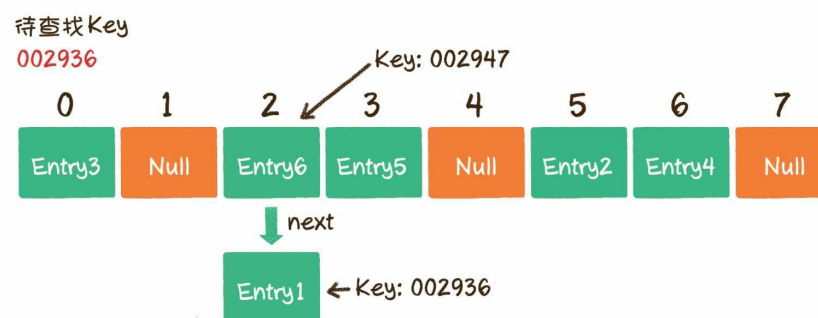 待查找Key
002936
Key: 002947
0 1 2 3 4 5 6 7
Entry3 Null Entry6 Entry5 Null Entry2 Entry4 Null
next
Entry1
Key: 002936